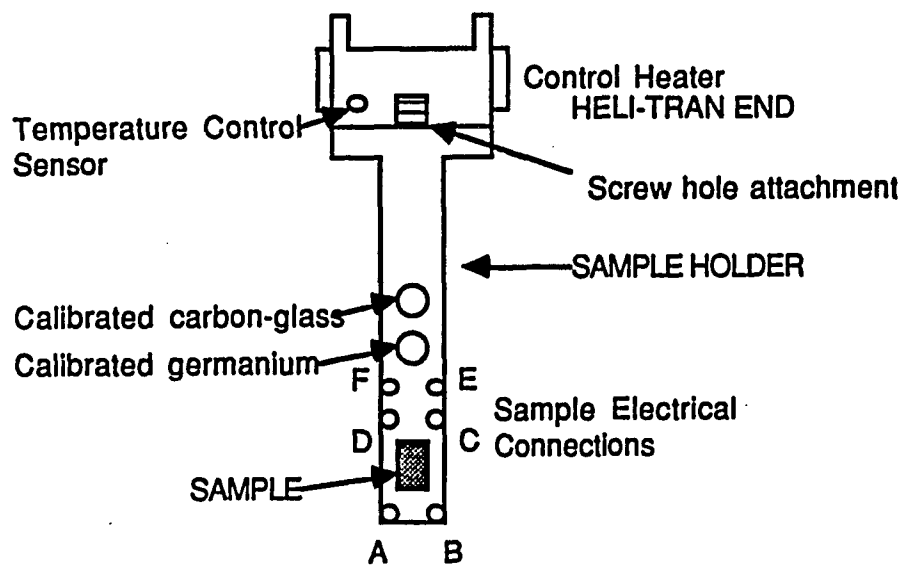 Control Heater
HELI-TRAN END
Temperature Control
Sensor
Screw hole attachment
SAMPLE HOLDER
Calibrated carbon-glass
Calibrated germanium
F E
Sample Electrical
D C Connections
SAMPLE
A B